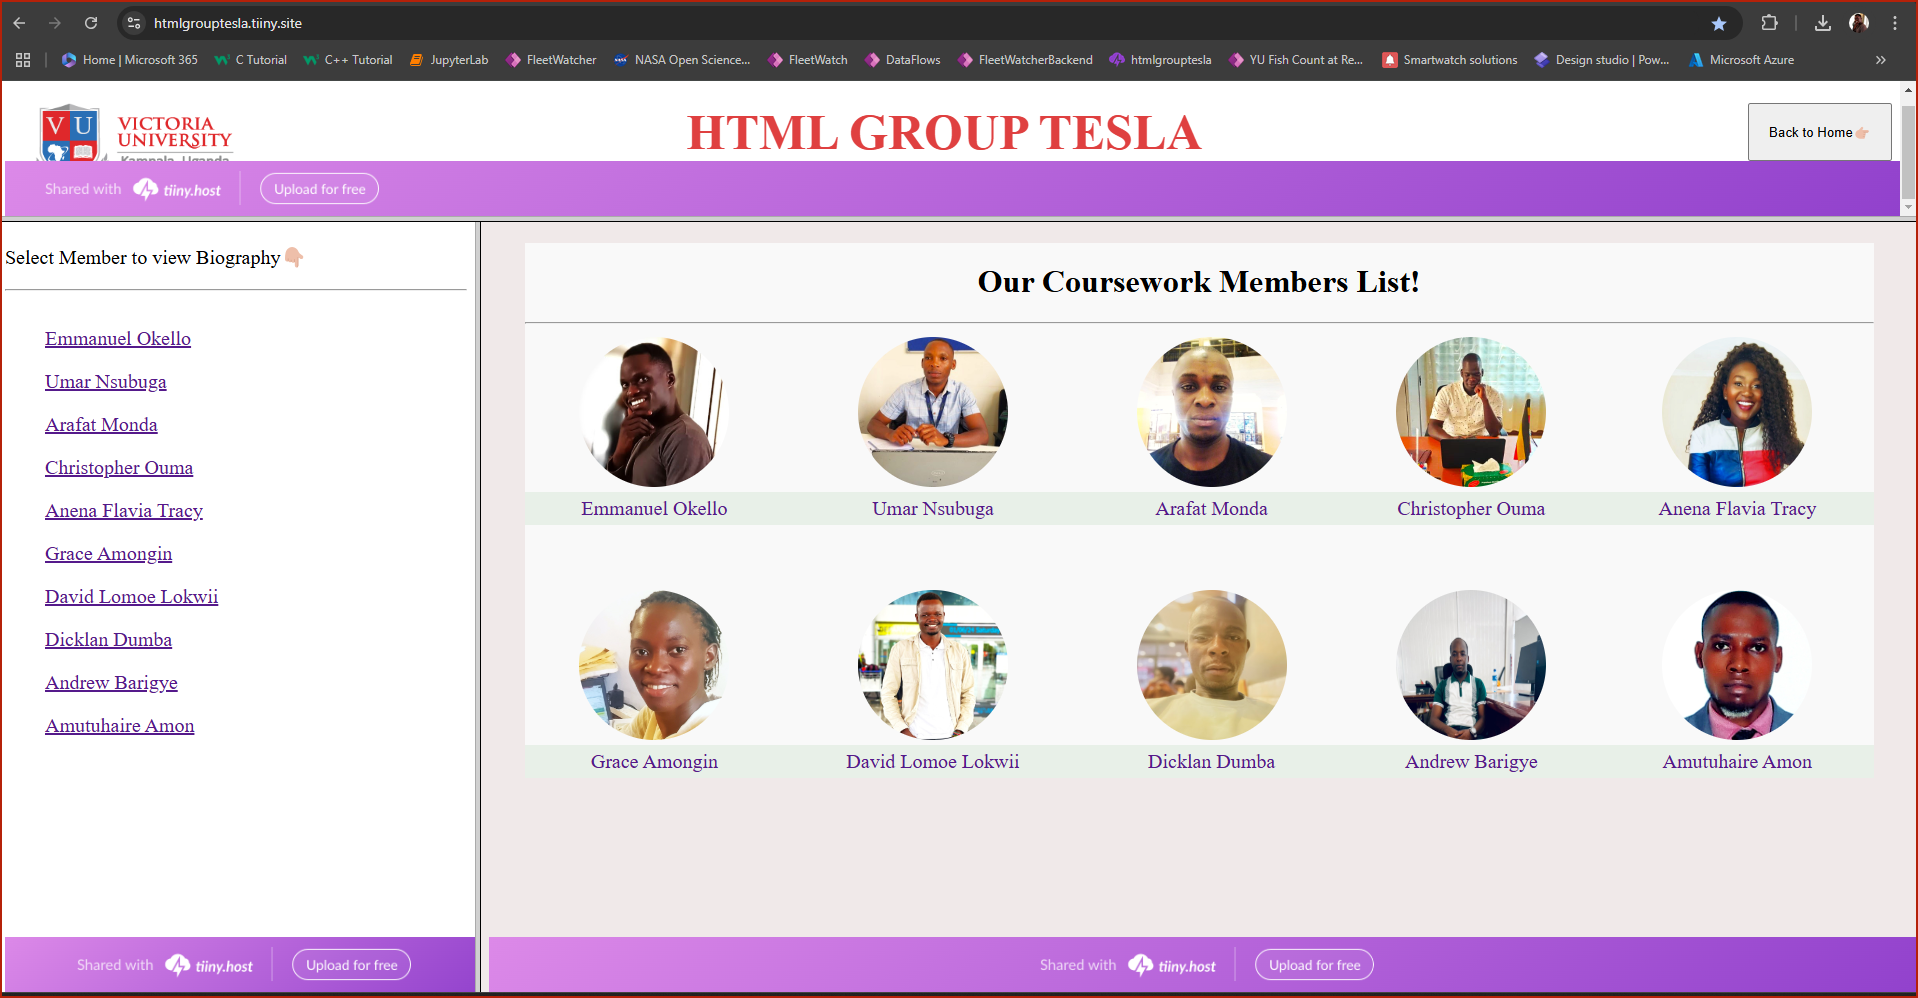 htmlgrouptesla.tiiny.site
Home | Microsoft 365 C Tutorial C++ Tutorial JupyterLab FleetWatcher NASA Open Science... FleetWatch DataFlows FleetWatcherBackend htmlgrouptesla YU Fish Count at Re... Smartwatch solutions Design studio | Pow... Microsoft Azure
V U
VICTORIA
UNIVERSITY
Kampala, Uganda
HTML GROUP TESLA
Back to Home👉🏻
Shared with tiiny.host Upload for free
Select Member to view Biography👇🏻
Emmanuel Okello
Umar Nsubuga
Arafat Monda
Christopher Ouma
Anena Flavia Tracy
Grace Amongin
David Lomoe Lokwii
Dicklan Dumba
Andrew Barigye
Amutuhaire Amon
Shared with tiiny.host Upload for free
Our Coursework Members List!
Emmanuel Okello Umar Nsubuga Arafat Monda Christopher Ouma Anena Flavia Tracy
Grace Amongin David Lomoe Lokwii Dicklan Dumba Andrew Barigye Amutuhaire Amon
Shared with tiiny.host Upload for free